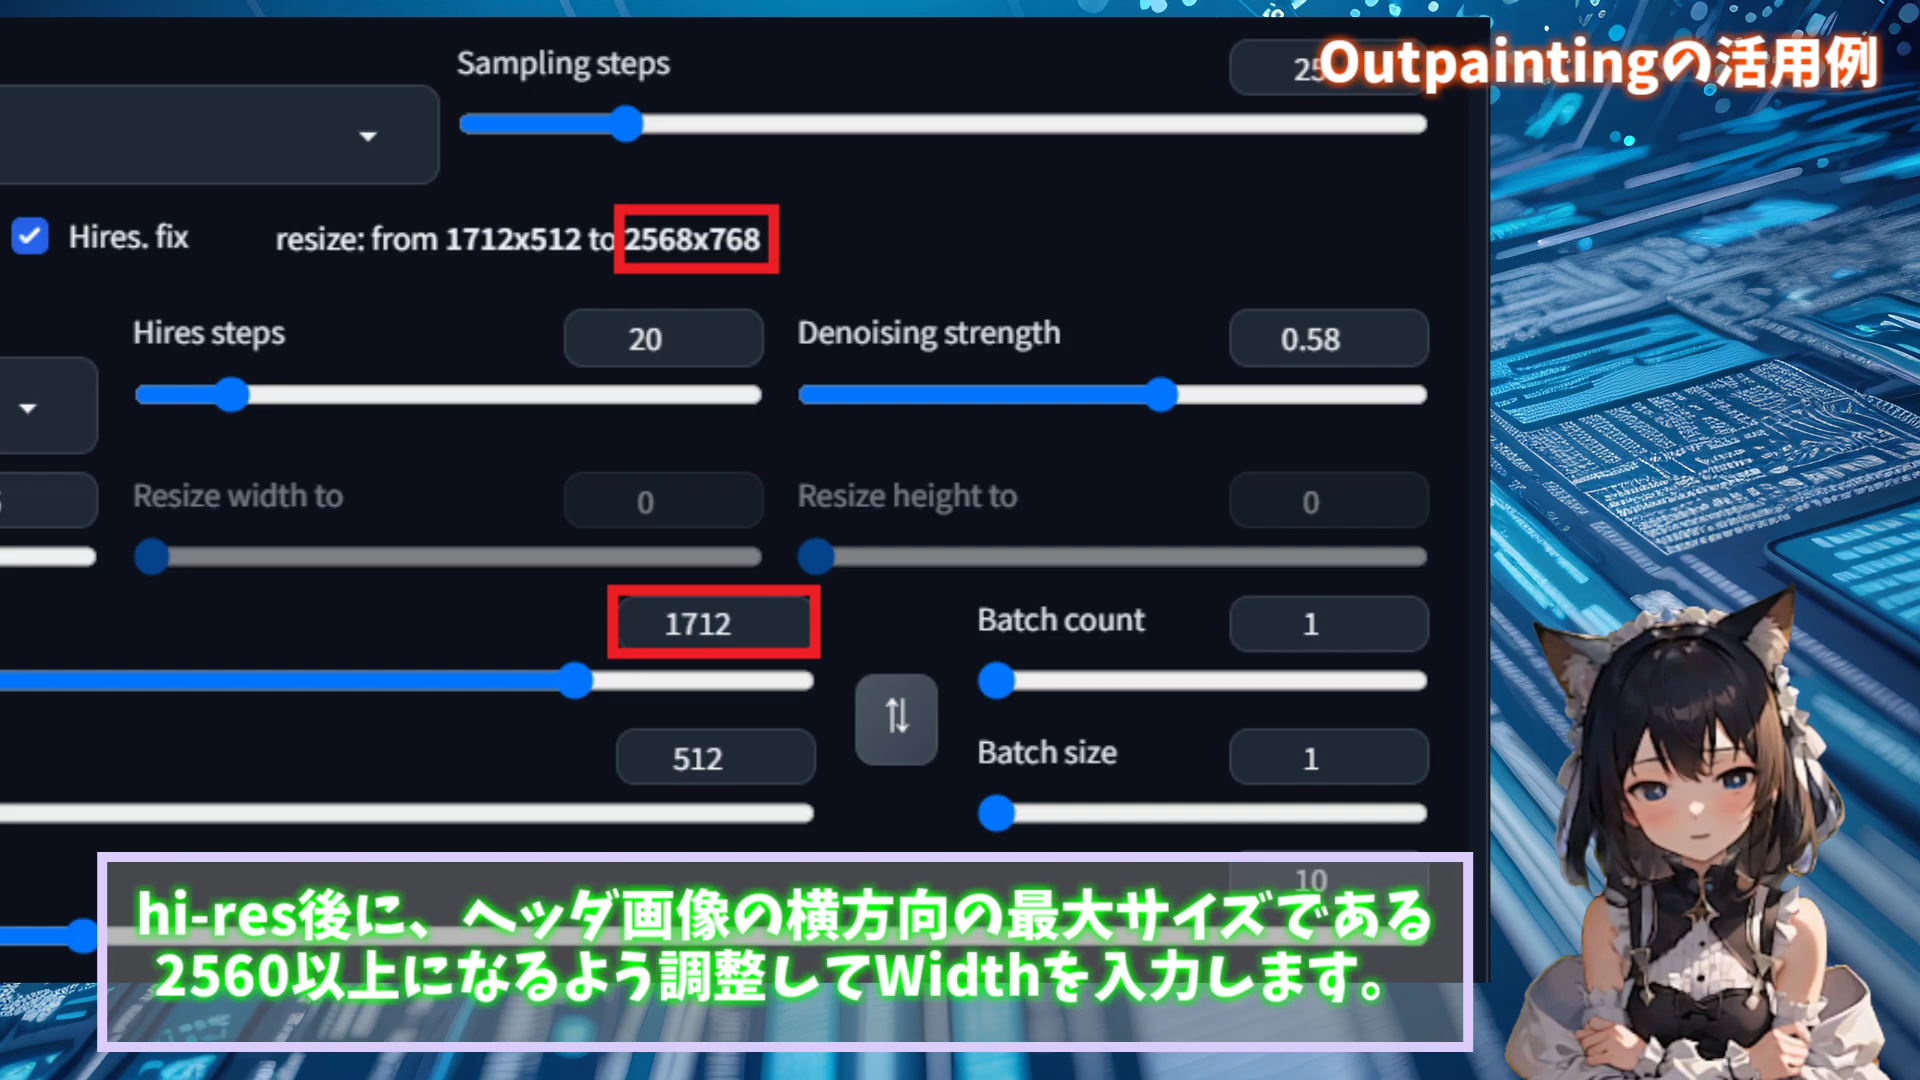 Sampling steps
25
Outpaintingの活用例
Hires. fix
resize: from 1712x512 to 2568x768
Hires steps
20
Denoising strength
0.58
Resize width to
0
Resize height to
0
1712
Batch count
1
512
Batch size
1
10
hi-res後に、ヘッダ画像の横方向の最大サイズである
2560以上になるよう調整してWidthを入力します。